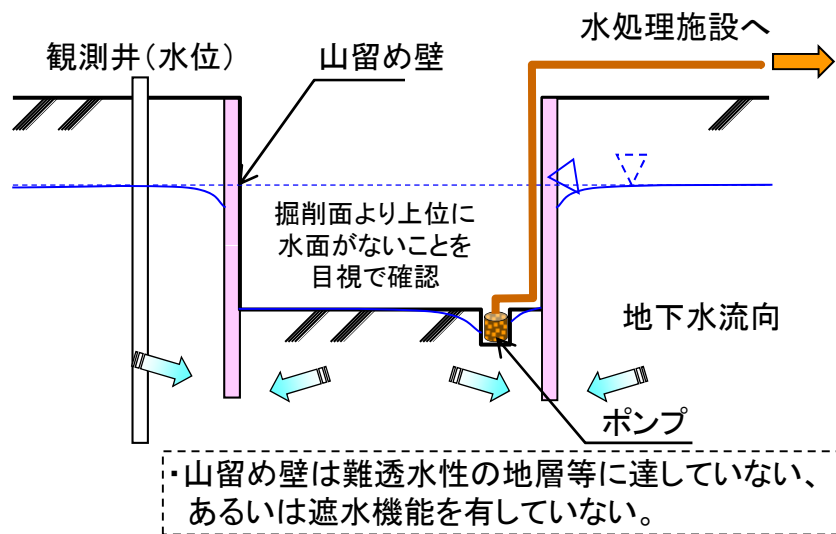 水処理施設へ
観測井(水位)
山留め壁
掘削面より上位に
水面がないことを
目視で確認
地下水流向
ポンプ
・山留め壁は難透水性の地層等に達していない、
あるいは遮水機能を有していない。